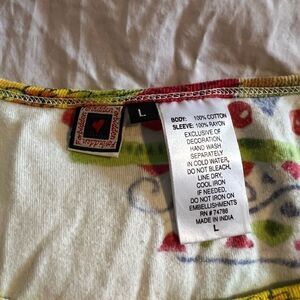 L
BODY: 100% COTTON
SLEEVE: 100% RAYON
EXCLUSIVE OF
DECORATION,
HAND WASH
SEPARATELY
IN COLD WATER,
DO NOT BLEACH,
LINE DRY,
COOL IRON
IF NEEDED.
DO NOT IRON ON
EMBELLISHMENTS
RN # 74786
MADE IN INDIA
L